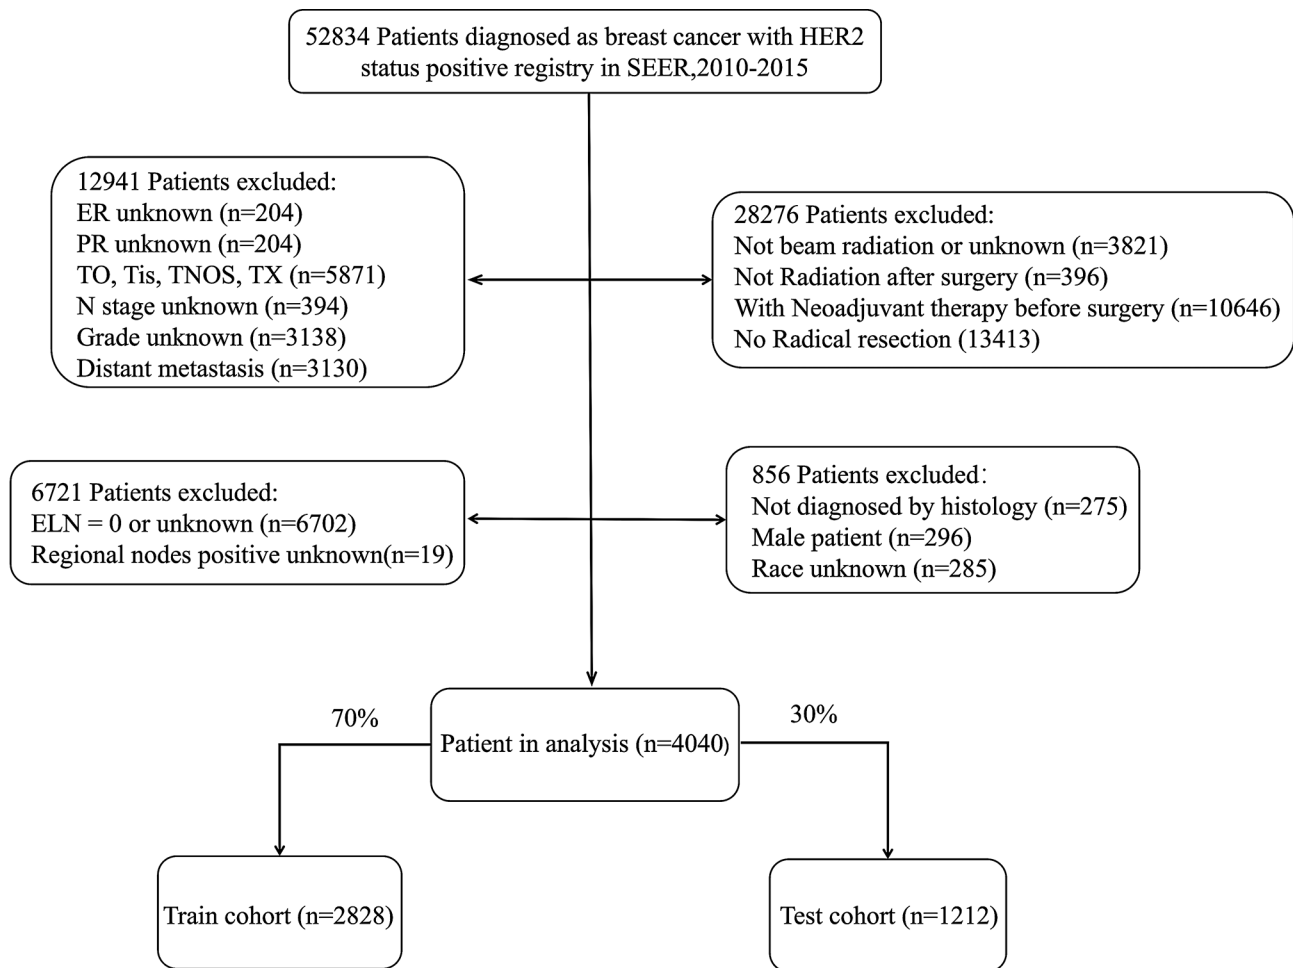 52834 Patients diagnosed as breast cancer with HER2
status positive registry in SEER,2010-2015
12941 Patients excluded:
ER unknown (n=204)
PR unknown (n=204)
TO, Tis, TNOS, TX (n=5871)
N stage unknown (n=394)
Grade unknown (n=3138)
Distant metastasis (n=3130)
28276 Patients excluded:
Not beam radiation or unknown (n=3821)
Not Radiation after surgery (n=396)
With Neoadjuvant therapy before surgery (n=10646)
No Radical resection (13413)
6721 Patients excluded:
ELN = 0 or unknown (n=6702)
Regional nodes positive unknown(n=19)
856 Patients excluded：
Not diagnosed by histology (n=275)
Male patient (n=296)
Race unknown (n=285)
70%
30%
Patient in analysis (n=4040)
Train cohort (n=2828)
Test cohort (n=1212)